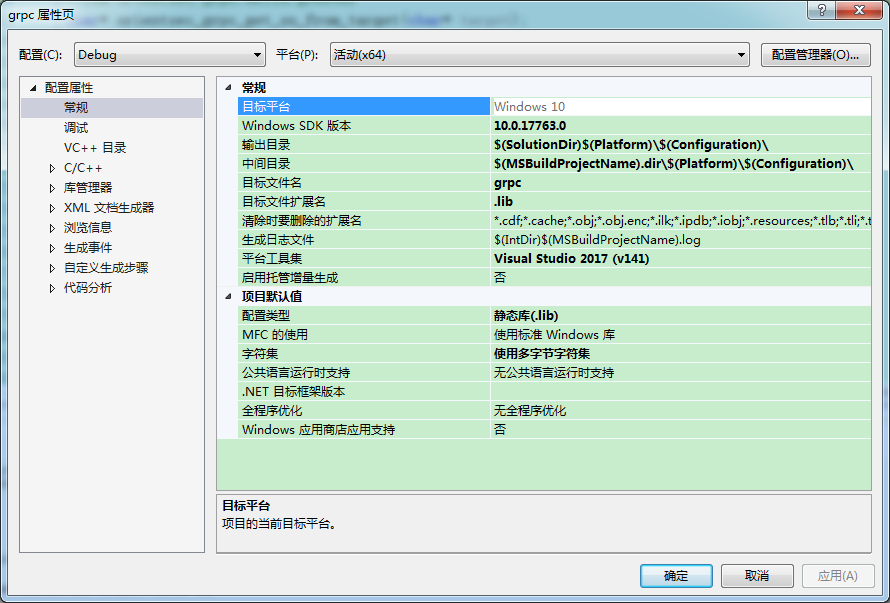 grpc 属性页
配置(C): Debug 平台(P): 活动(x64) 配置管理器(O)...
配置属性
常规
调试
VC++ 目录
C/C++
库管理器
XML 文档生成器
浏览信息
生成事件
自定义生成步骤
代码分析
常规
目标平台 Windows 10
Windows SDK 版本 10.0.17763.0
输出目录 $(SolutionDir)$(Platform)\$(Configuration)\
中间目录 $(MSBuildProjectName).dir\$(Platform)\$(Configuration)\
目标文件名 grpc
目标文件扩展名 .lib
清除时要删除的扩展名 *.cdf;*.cache;*.obj;*.obj.enc;*.ilk;*.ipdb;*.iobj;*.resources;*.tlb;*.tli;*.t
生成日志文件 $(IntDir)$(MSBuildProjectName).log
平台工具集 Visual Studio 2017 (v141)
启用托管增量生成 否
项目默认值
配置类型 静态库(.lib)
MFC 的使用 使用标准 Windows 库
字符集 使用多字节字符集
公共语言运行时支持 无公共语言运行时支持
.NET 目标框架版本
全程序优化 无全程序优化
Windows 应用商店应用支持 否
目标平台
项目的当前目标平台。
确定 取消 应用(A)